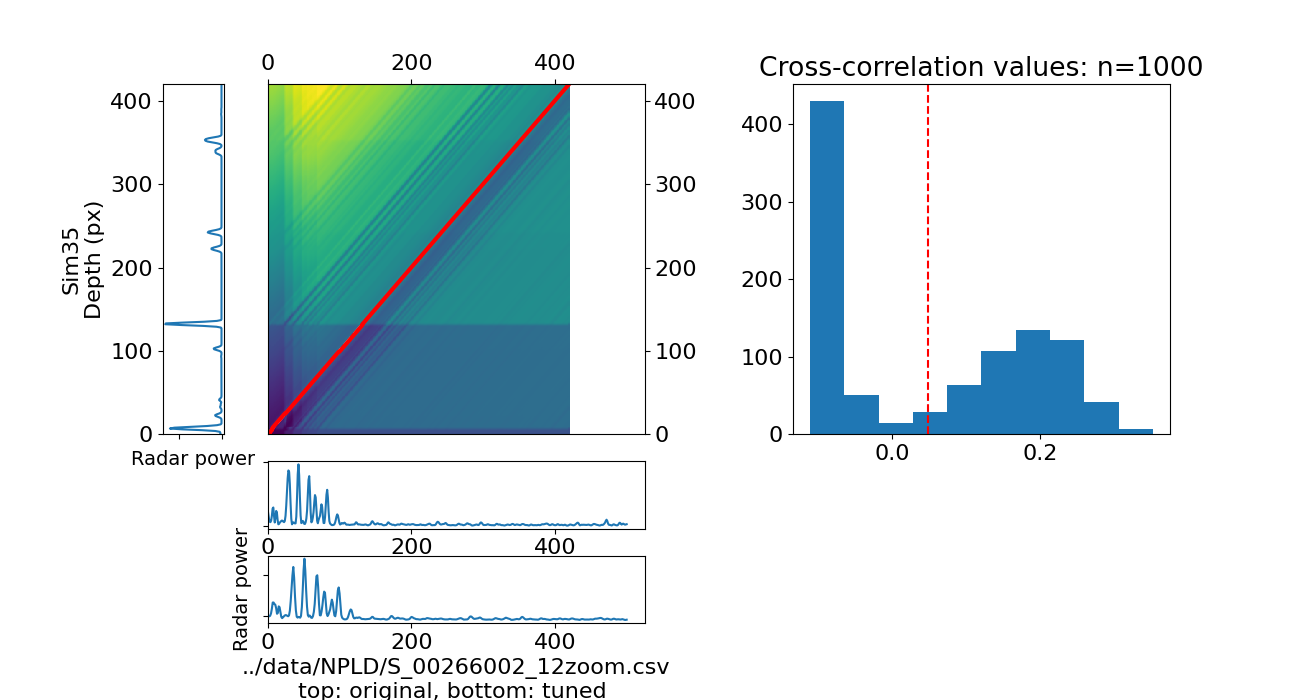 0 200 400
Cross-correlation values: n=1000
400
300
200
100
0
Sim35
Depth (px)
400
300
200
100
0
400
300
200
100
0
0.0 0.2
Radar power
0 200 400
Radar power
0 200 400
../data/NPLD/S_00266002_12zoom.csv
top: original, bottom: tuned